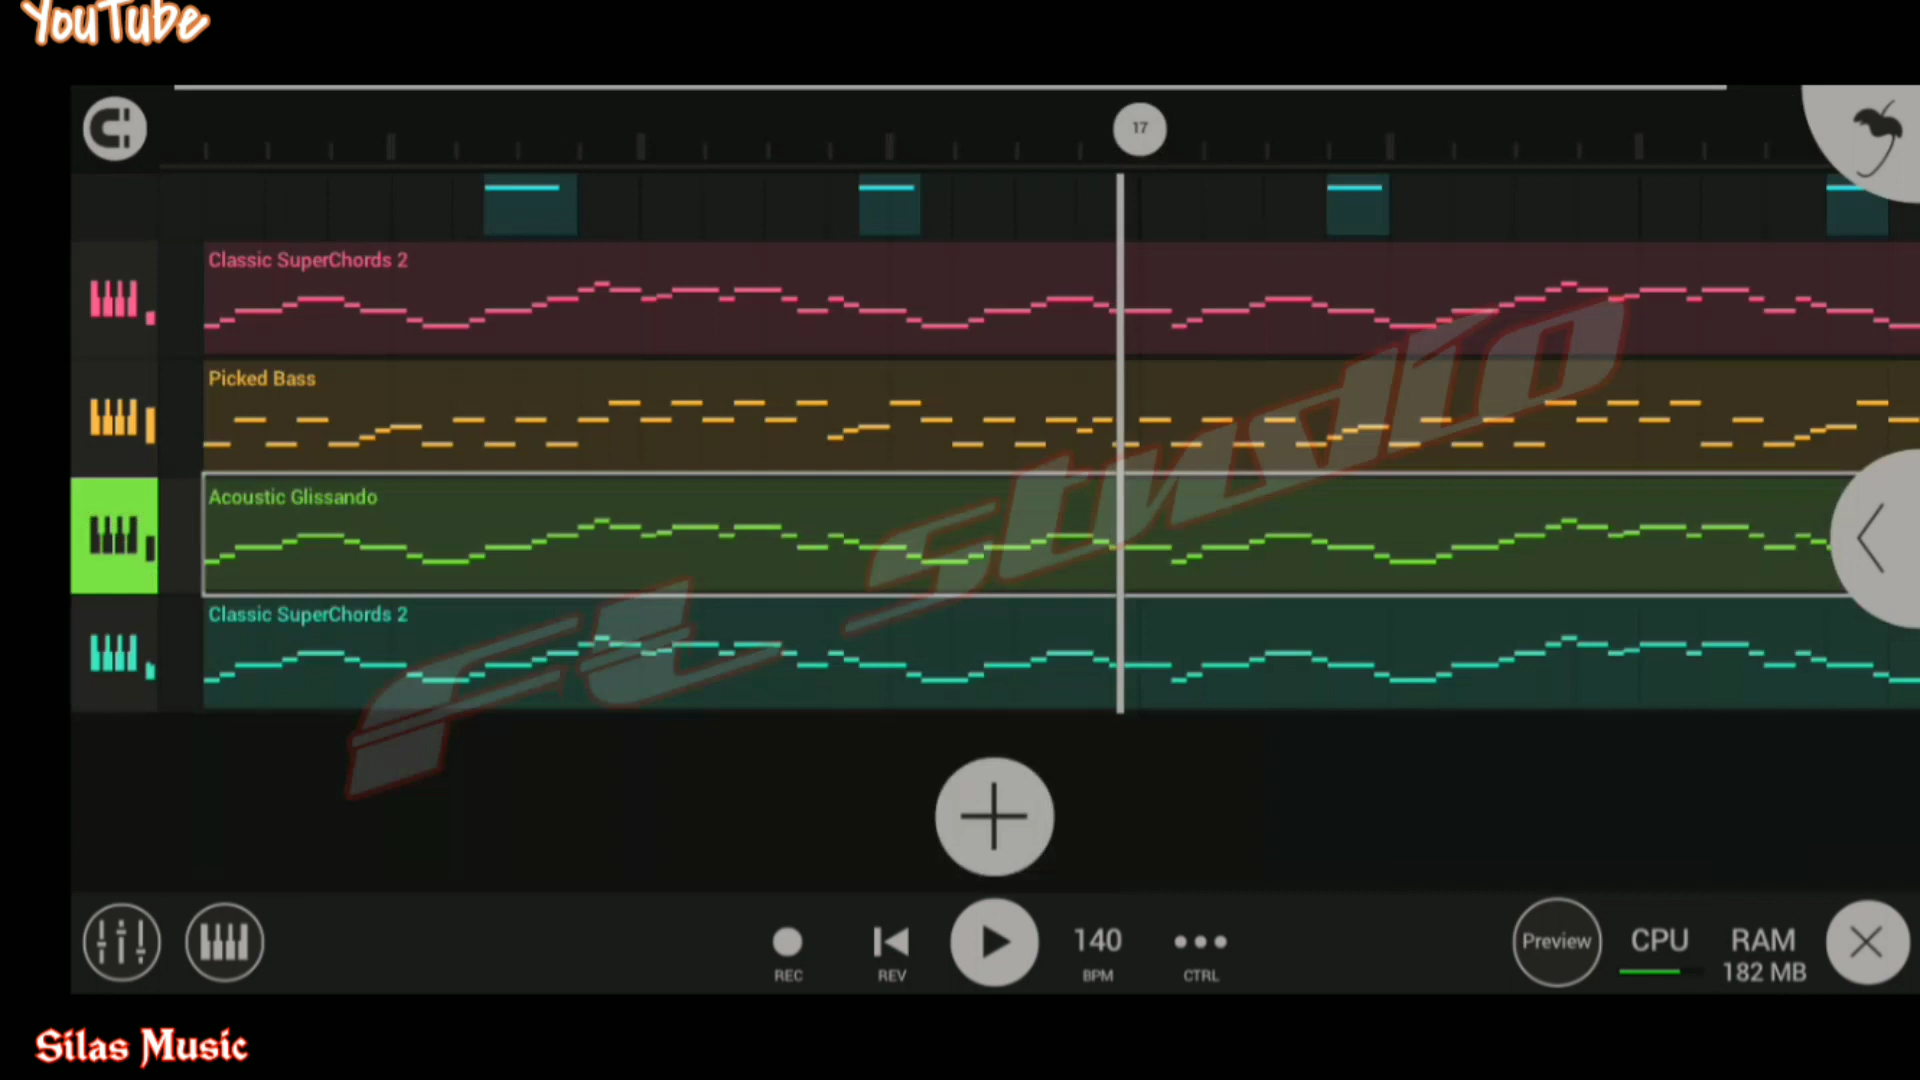 YouTube
17
Classic SuperChords 2
Picked Bass
Acoustic Glissando
Classic SuperChords 2
FL Studio
REC
REV
140
BPM
CTRL
Preview
CPU
RAM
182 MB
Silas Music